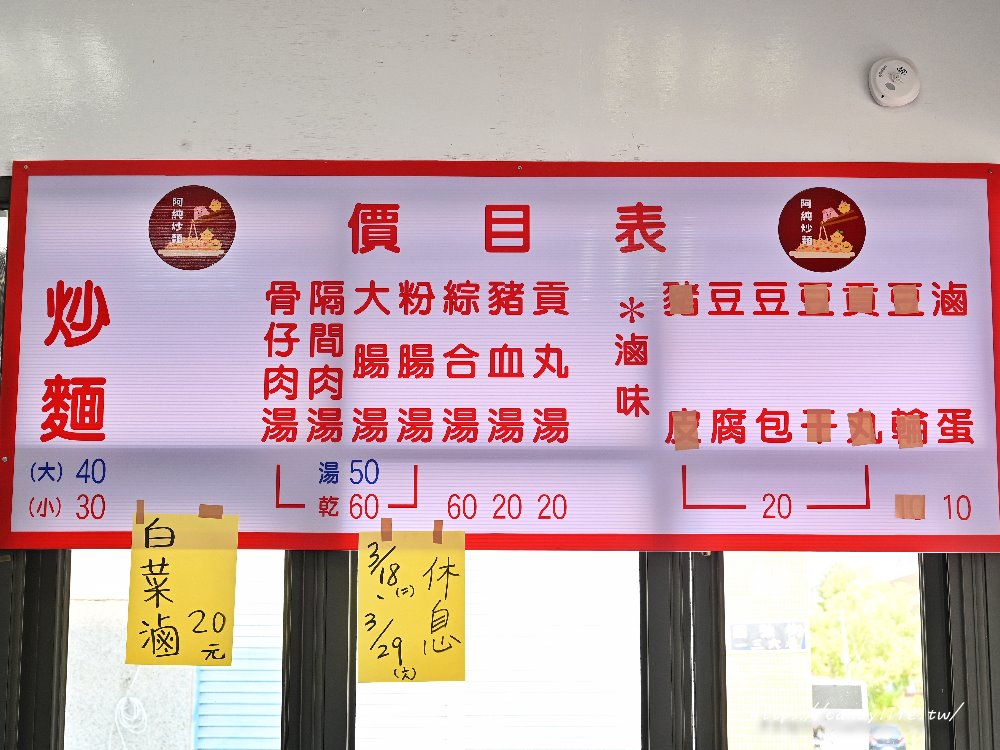 阿純炒麵
價目表
阿純炒麵
炒麵
(大) 40
(小) 30
骨仔肉湯
隔間肉湯
大腸湯
粉腸湯
綜合湯
豬血湯
貢丸湯
湯 50
乾 60
60 20 20
*滷味
豬皮
豆腐
豆包
豆干
貢丸
豆輪
滷蛋
20
10
白菜滷
20元
3/18(二)、
3/29(六)
休息